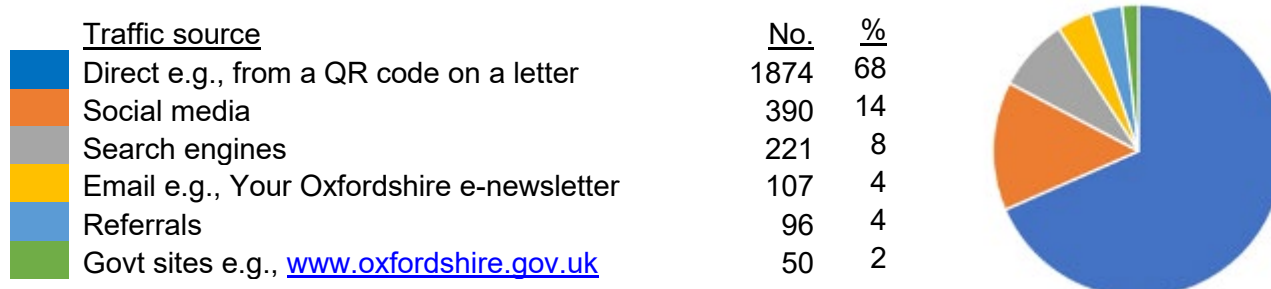 Traffic source No. %
Direct e.g., from a QR code on a letter 1874 68
Social media 390 14
Search engines 221 8
Email e.g., Your Oxfordshire e-newsletter 107 4
Referrals 96 4
Govt sites e.g., www.oxfordshire.gov.uk 50 2